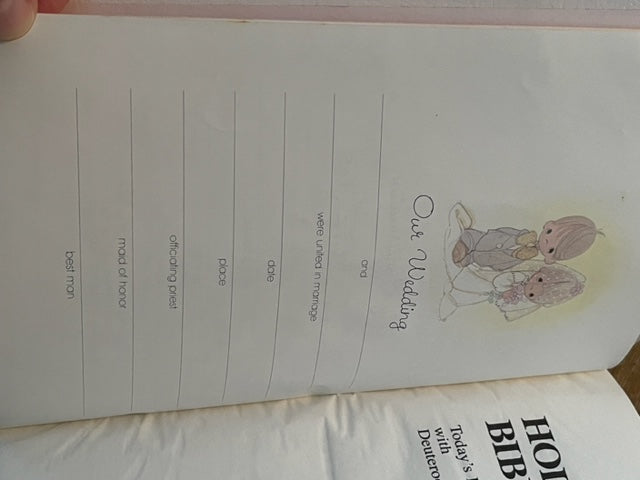 Our Wedding
and
were united in marriage
date
place
officiating priest
maid of honor
best man
HOL
BIB
Today's
with
Deutero